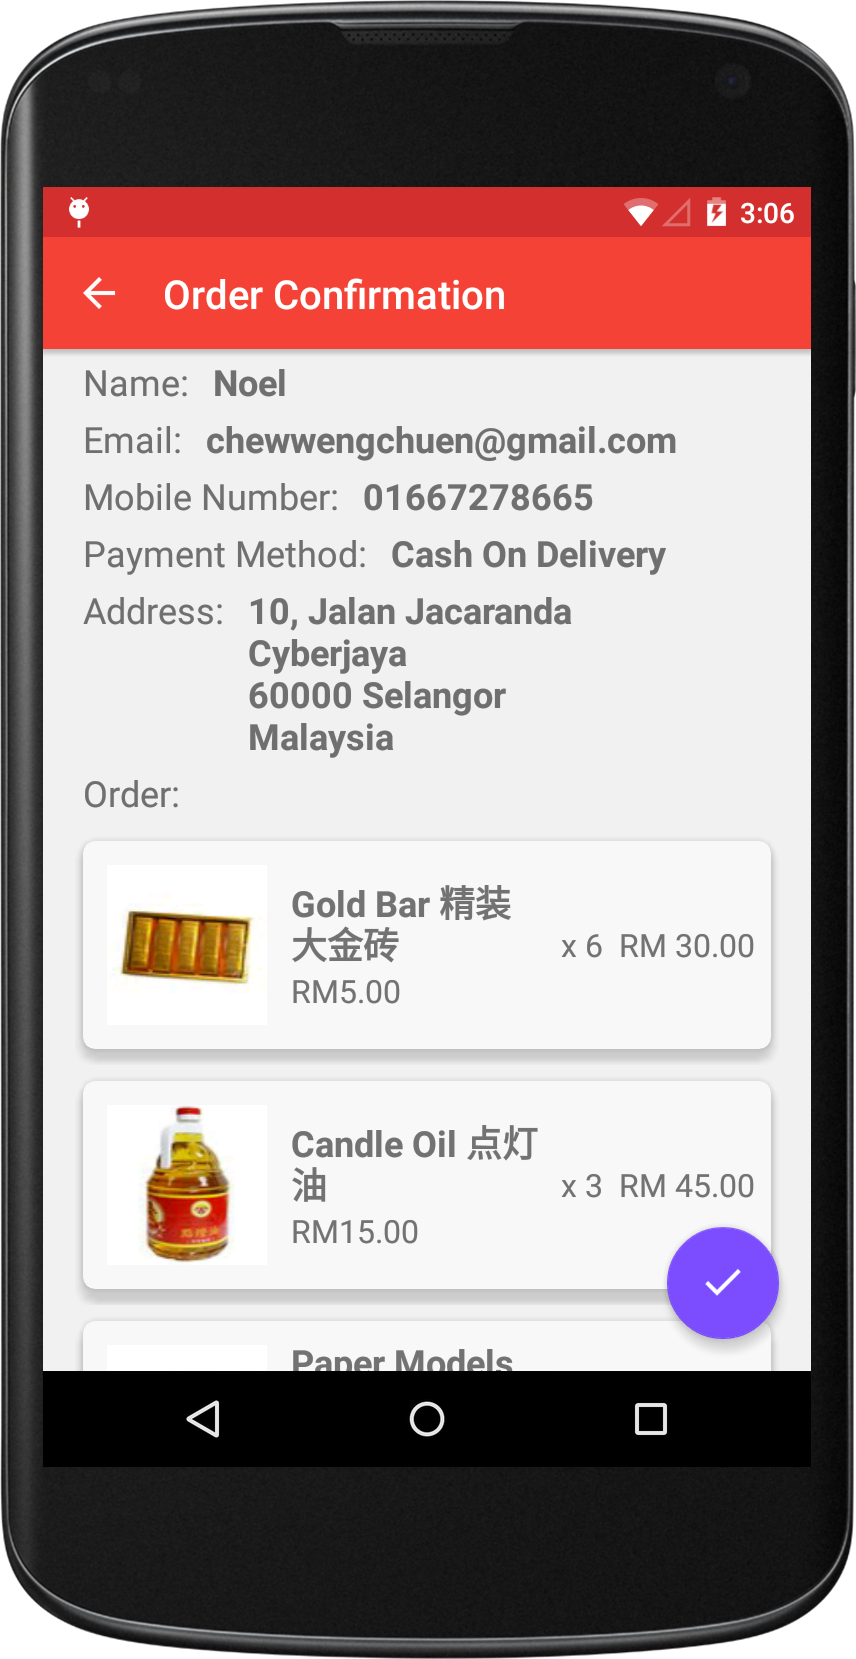 3:06
Order Confirmation
Name: Noel
Email: chewwengchuen@gmail.com
Mobile Number: 01667278665
Payment Method: Cash On Delivery
Address: 10, Jalan Jacaranda
Cyberjaya
60000 Selangor
Malaysia
Order:
Gold Bar 精装
大金砖
x 6 RM 30.00
RM5.00
Candle Oil 点灯
油
x 3 RM 45.00
RM15.00
Paper Models